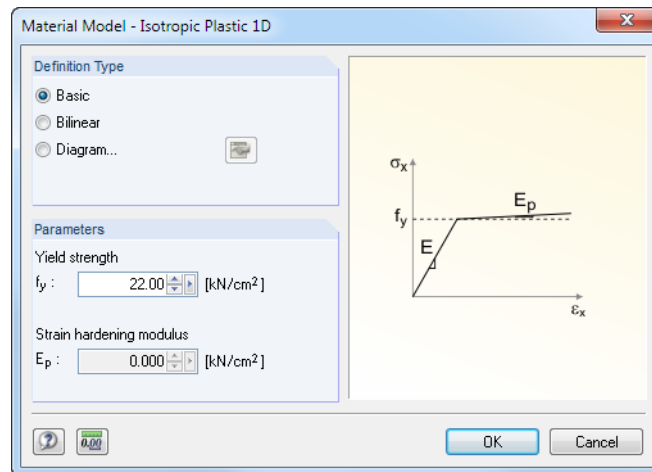 Material Model - Isotropic Plastic 1D
Definition Type
Basic
Bilinear
Diagram...
Parameters
Yield strength
fy : 22.00 [kN/cm²]
Strain hardening modulus
Ep : 0.000 [kN/cm²]
σx
fy
E
Ep
εx
0.00
OK
Cancel